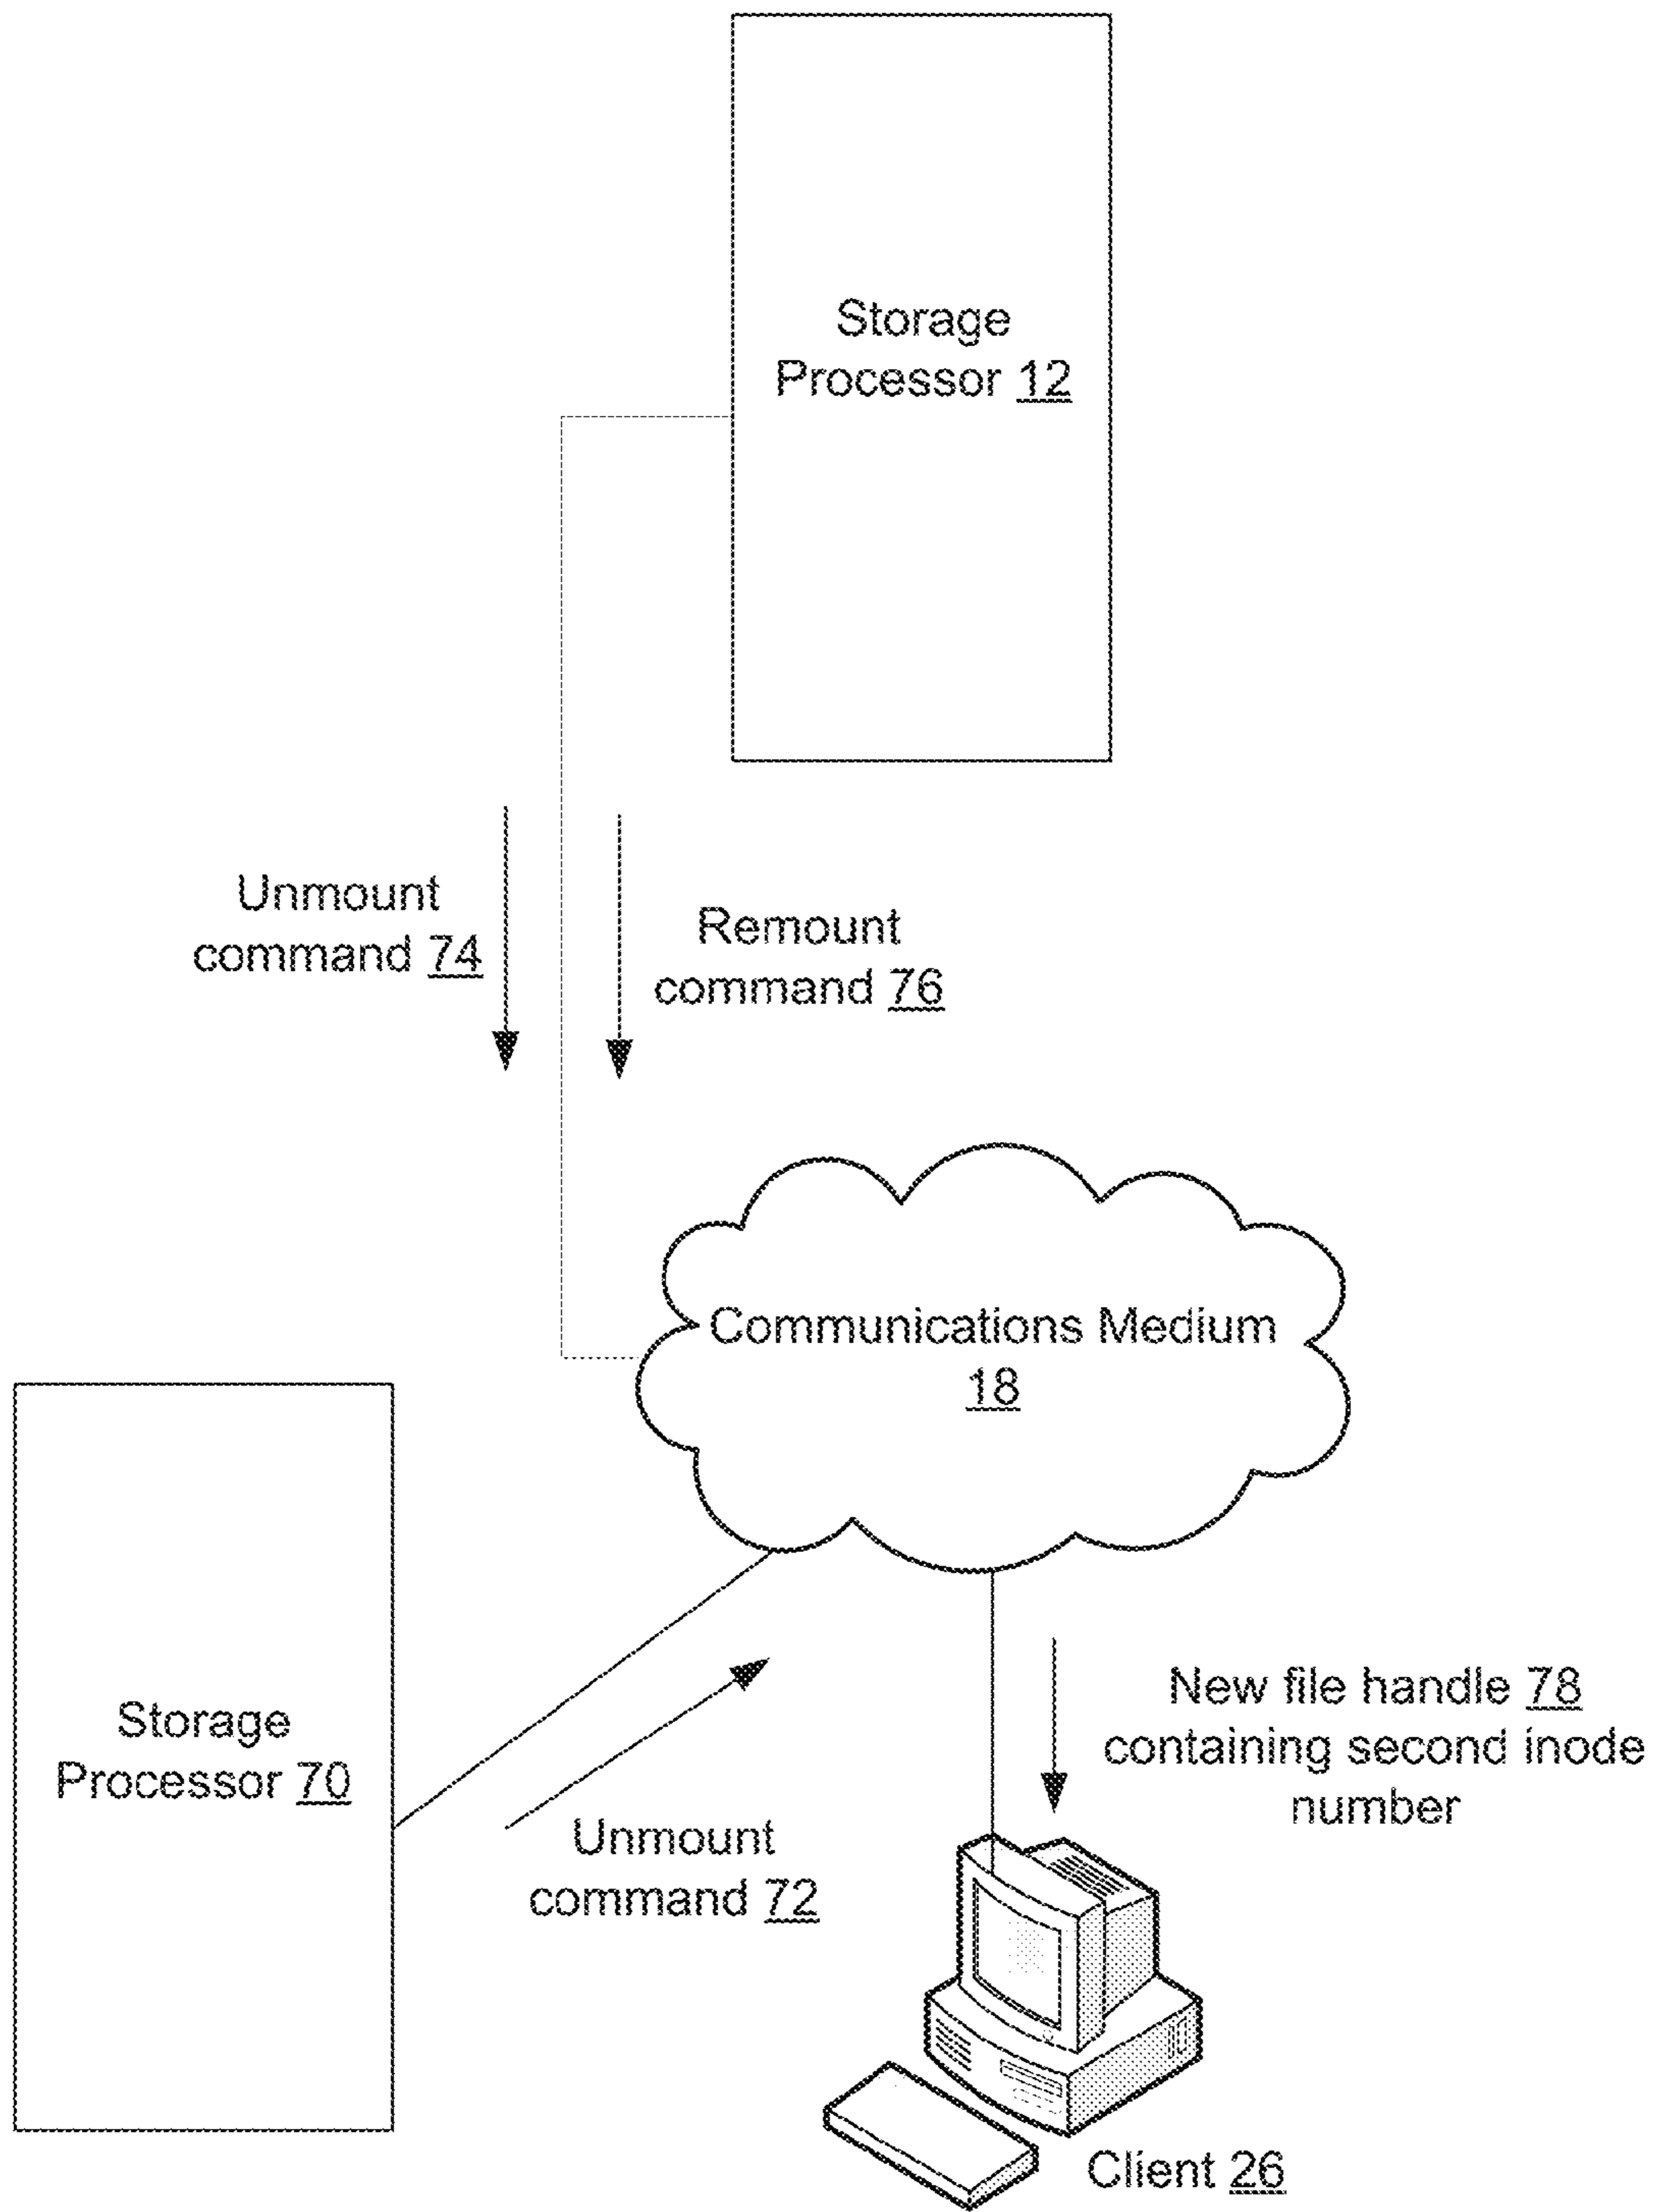 Storage
Processor 12
Unmount
command 74
Remount
command 76
Communications Medium
18
Storage
Processor 70
Unmount
command 72
New file handle 78
containing second inode
number
Client 26